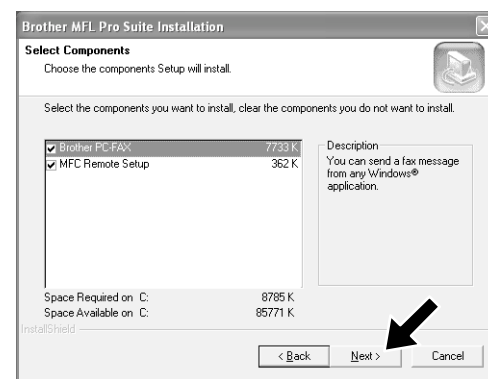 Brother MFL Pro Suite Installation
Select Components
Choose the components Setup will install.
Select the components you want to install, clear the components you do not want to install.
Brother PC-FAX 7733 K
MFC Remote Setup 362 K
Description
You can send a fax message
from any Windows®
application.
Space Required on C: 8785 K
Space Available on C: 85771 K
InstallShield
< Back Next > Cancel